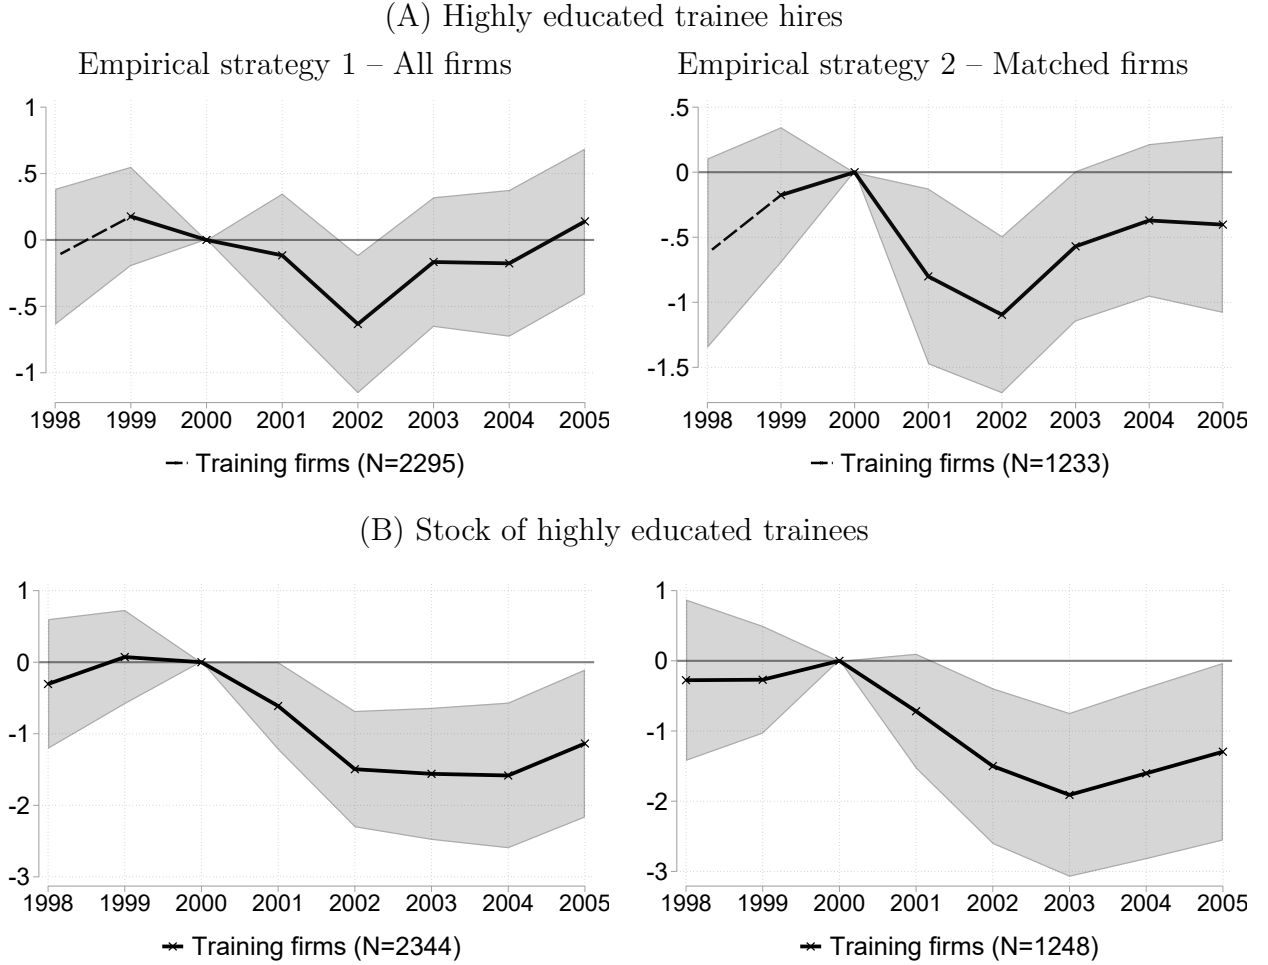 (A) Highly educated trainee hires
Empirical strategy 1 – All firms
1
.5
0
-.5
-1
1998 1999 2000 2001 2002 2003 2004 2005
Training firms (N=2295)
Empirical strategy 2 – Matched firms
.5
0
-.5
-1
-1.5
1998 1999 2000 2001 2002 2003 2004 2005
Training firms (N=1233)
(B) Stock of highly educated trainees
1
0
-1
-2
-3
1998 1999 2000 2001 2002 2003 2004 2005
Training firms (N=2344)
1
0
-1
-2
-3
1998 1999 2000 2001 2002 2003 2004 2005
Training firms (N=1248)